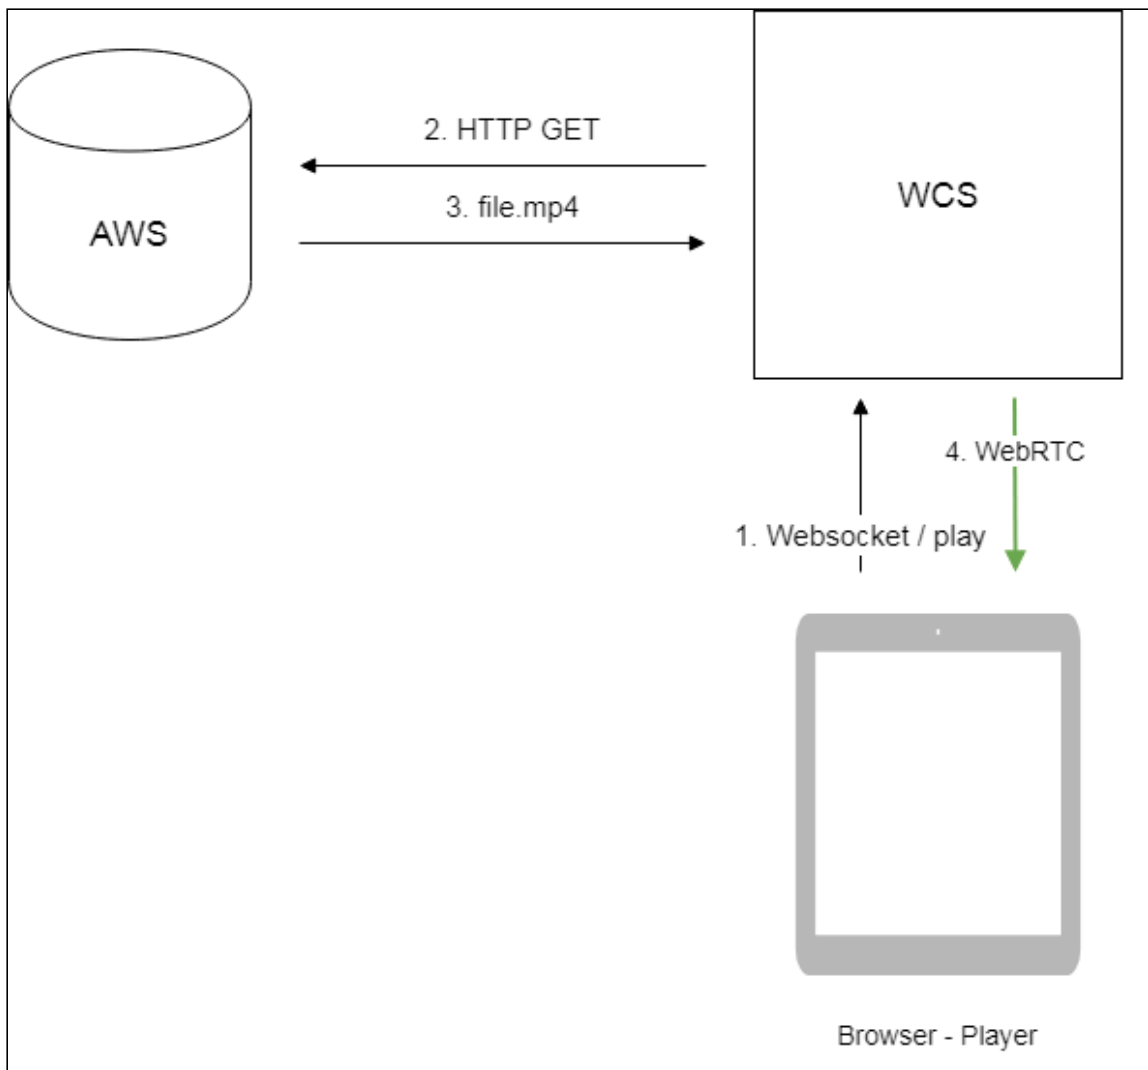 2. HTTP GET
3. file.mp4
AWS
WCS
4. WebRTC
1. Websocket / play
Browser - Player